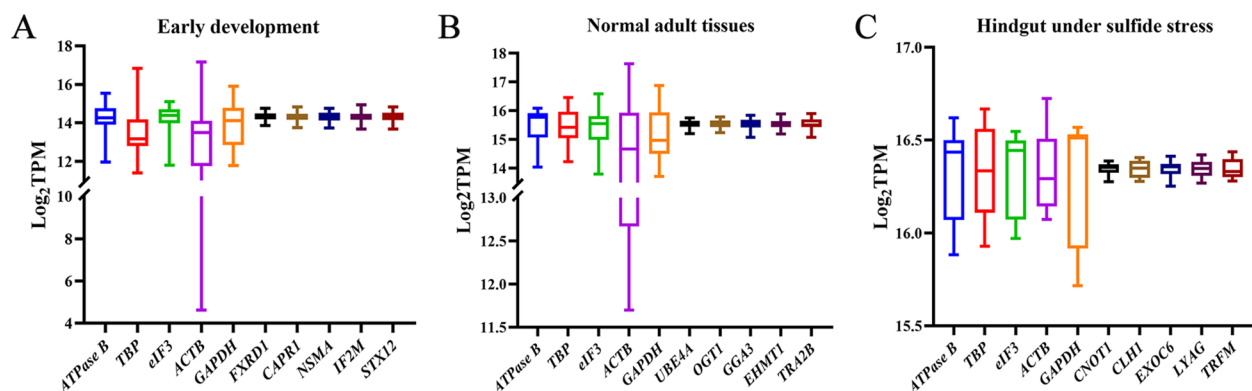 A
Early development
Log2TPM
18
16
14
12
10
8
6
4
ATPase B
TBP
eIF3
ACTB
GAPDH
FXRD1
CAPR1
NSMA
IF2M
STX12
B
Normal adult tissues
Log2TPM
18
17
16
15
14
13.0
12.5
12.0
11.5
ATPase B
TBP
eIF3
ACTB
GAPDH
UBE4A
OGT1
GGA3
EHMT1
TRA2B
C
Hindgut under sulfide stress
Log2TPM
17.0
16.5
16.0
15.5
ATPase B
TBP
eIF3
ACTB
GAPDH
CNOT1
CLH1
EXOC6
LYAG
TRFM